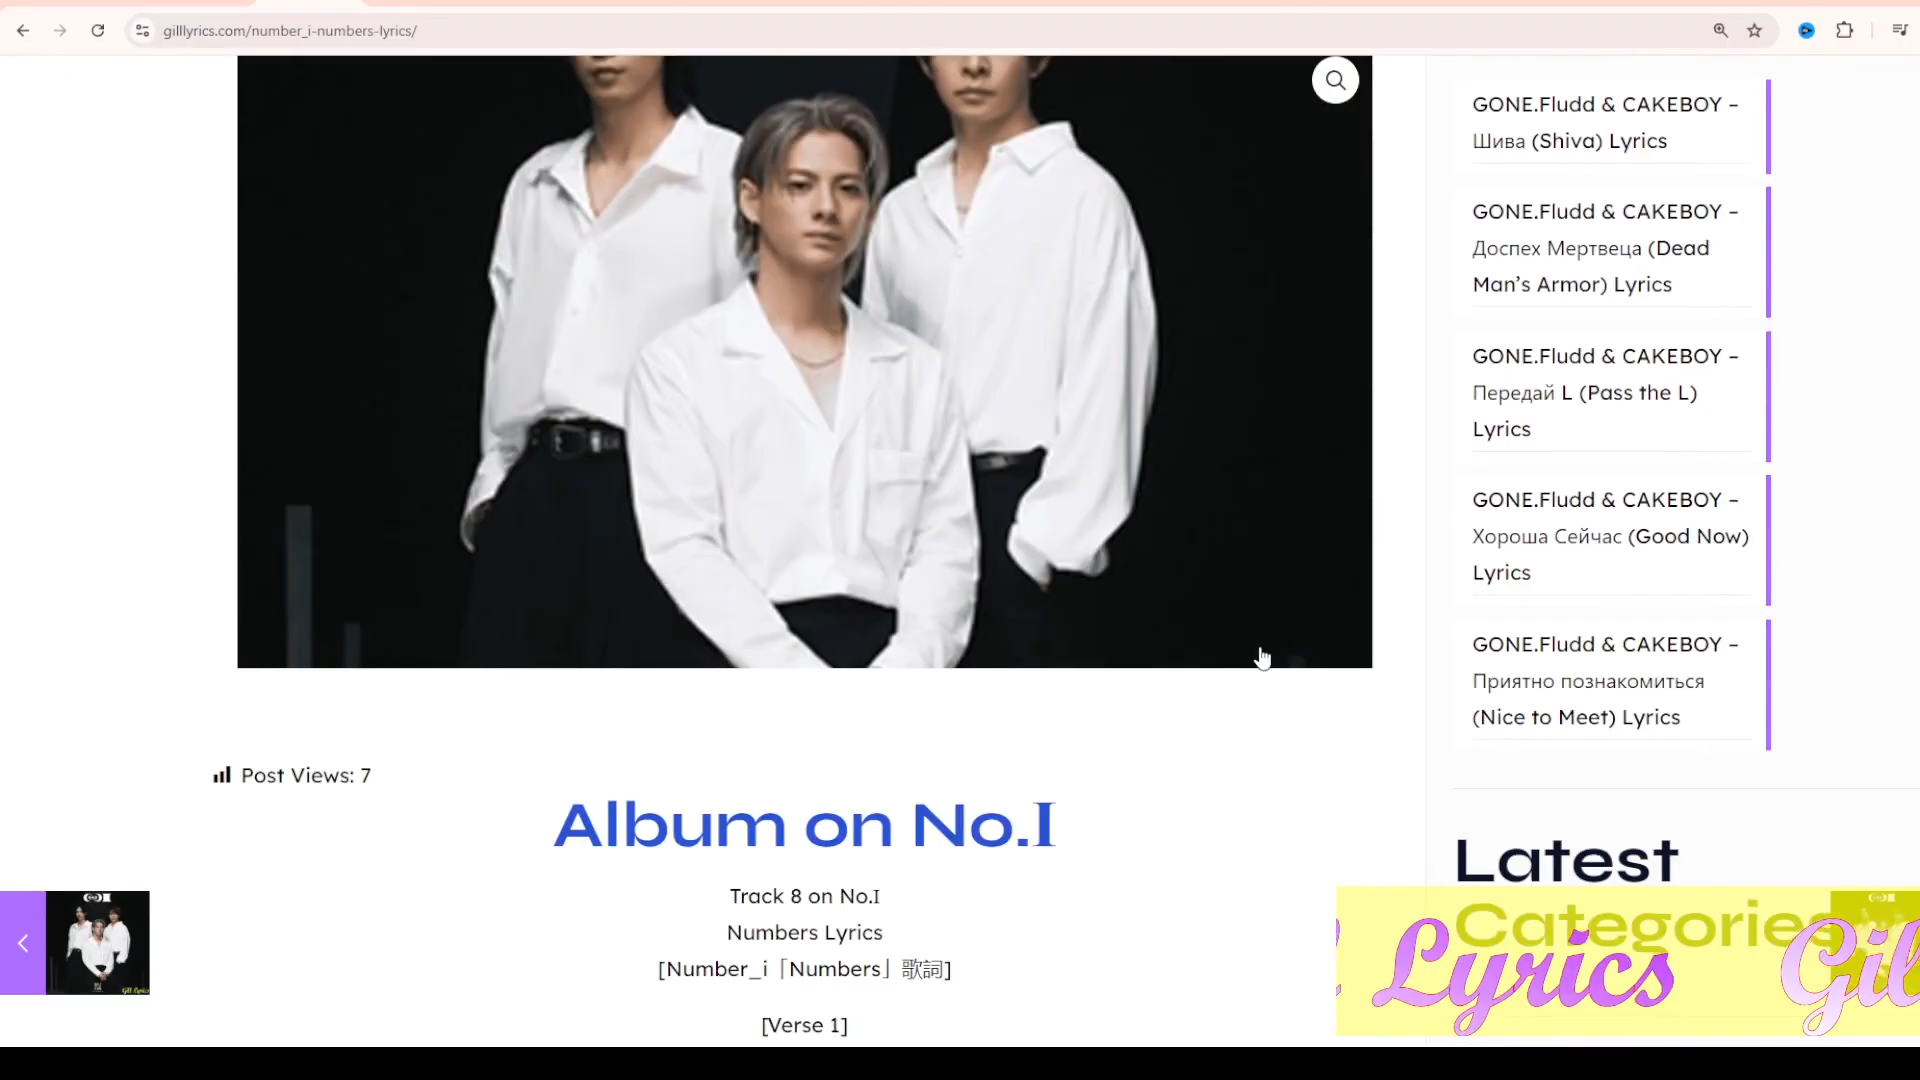 gilllyrics.com/number_i-numbers-lyrics/
GONE.Fludd & CAKEBOY –
Шива (Shiva) Lyrics
GONE.Fludd & CAKEBOY –
Доспех Мертвеца (Dead
Man’s Armor) Lyrics
GONE.Fludd & CAKEBOY –
Передай L (Pass the L)
Lyrics
GONE.Fludd & CAKEBOY –
Хороша Сейчас (Good Now)
Lyrics
GONE.Fludd & CAKEBOY –
Приятно познакомиться
(Nice to Meet) Lyrics
Post Views: 7
Album on No.I
Track 8 on No.I
Numbers Lyrics
[Number_i「Numbers」歌詞]
[Verse 1]
Latest
Categories
Lyrics Gil
Gill Lyrics